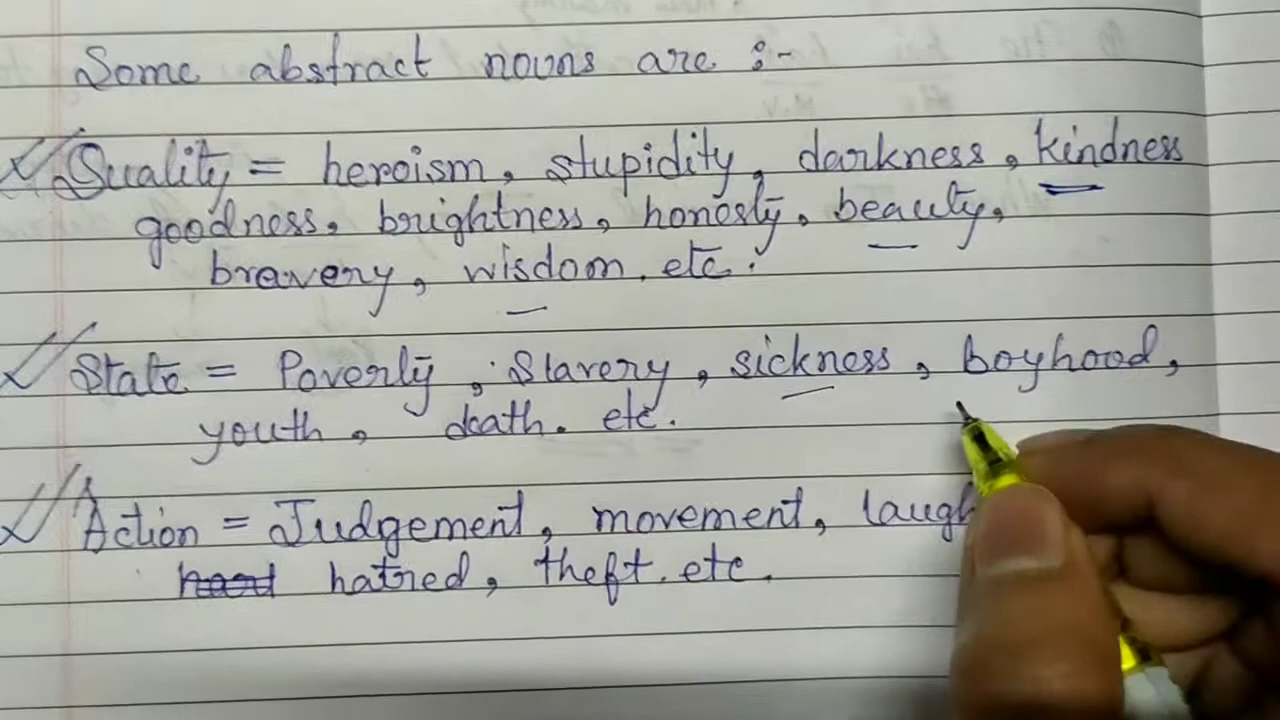 Some abstract nouns are :-
Quality = heroism, stupidity, darkness, kindness
goodness, brightness, honesty, beauty,
bravery, wisdom. etc.
State = Poverty, Slavery, sickness, boyhood,
youth, death. etc.
Action = Judgement, movement,
hatred, theft. etc.